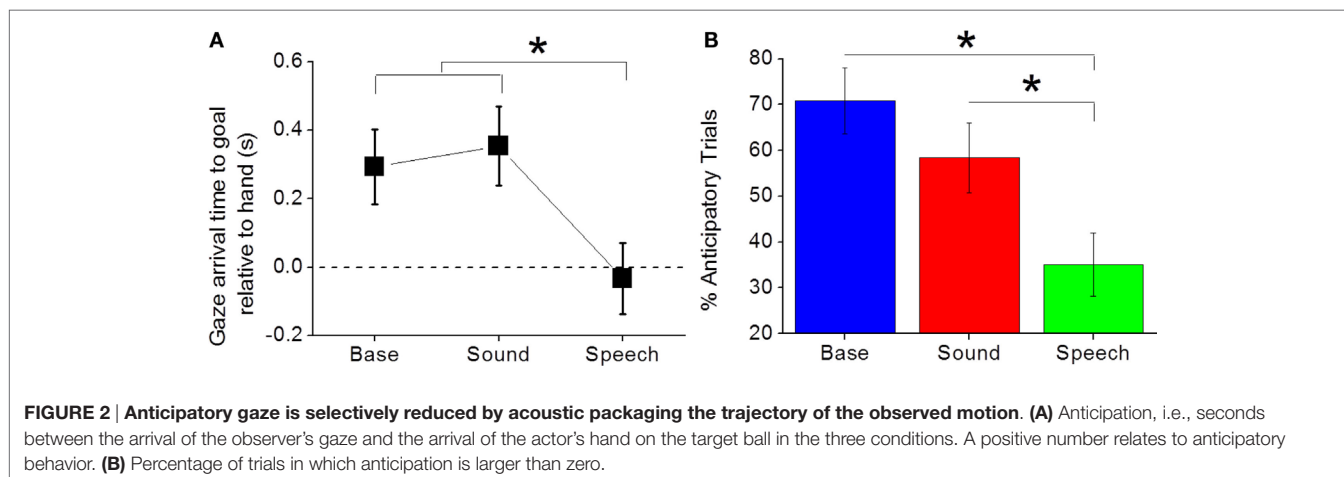 A
*
0.6
0.4
0.2
0.0
-0.2
Gaze arrival time to goal
relative to hand (s)
Base Sound Speech
B
*
*
80
70
60
50
40
30
20
% Anticipatory Trials
Base Sound Speech
FIGURE 2 | Anticipatory gaze is selectively reduced by acoustic packaging the trajectory of the observed motion. (A) Anticipation, i.e., seconds
between the arrival of the observer's gaze and the arrival of the actor's hand on the target ball in the three conditions. A positive number relates to anticipatory
behavior. (B) Percentage of trials in which anticipation is larger than zero.